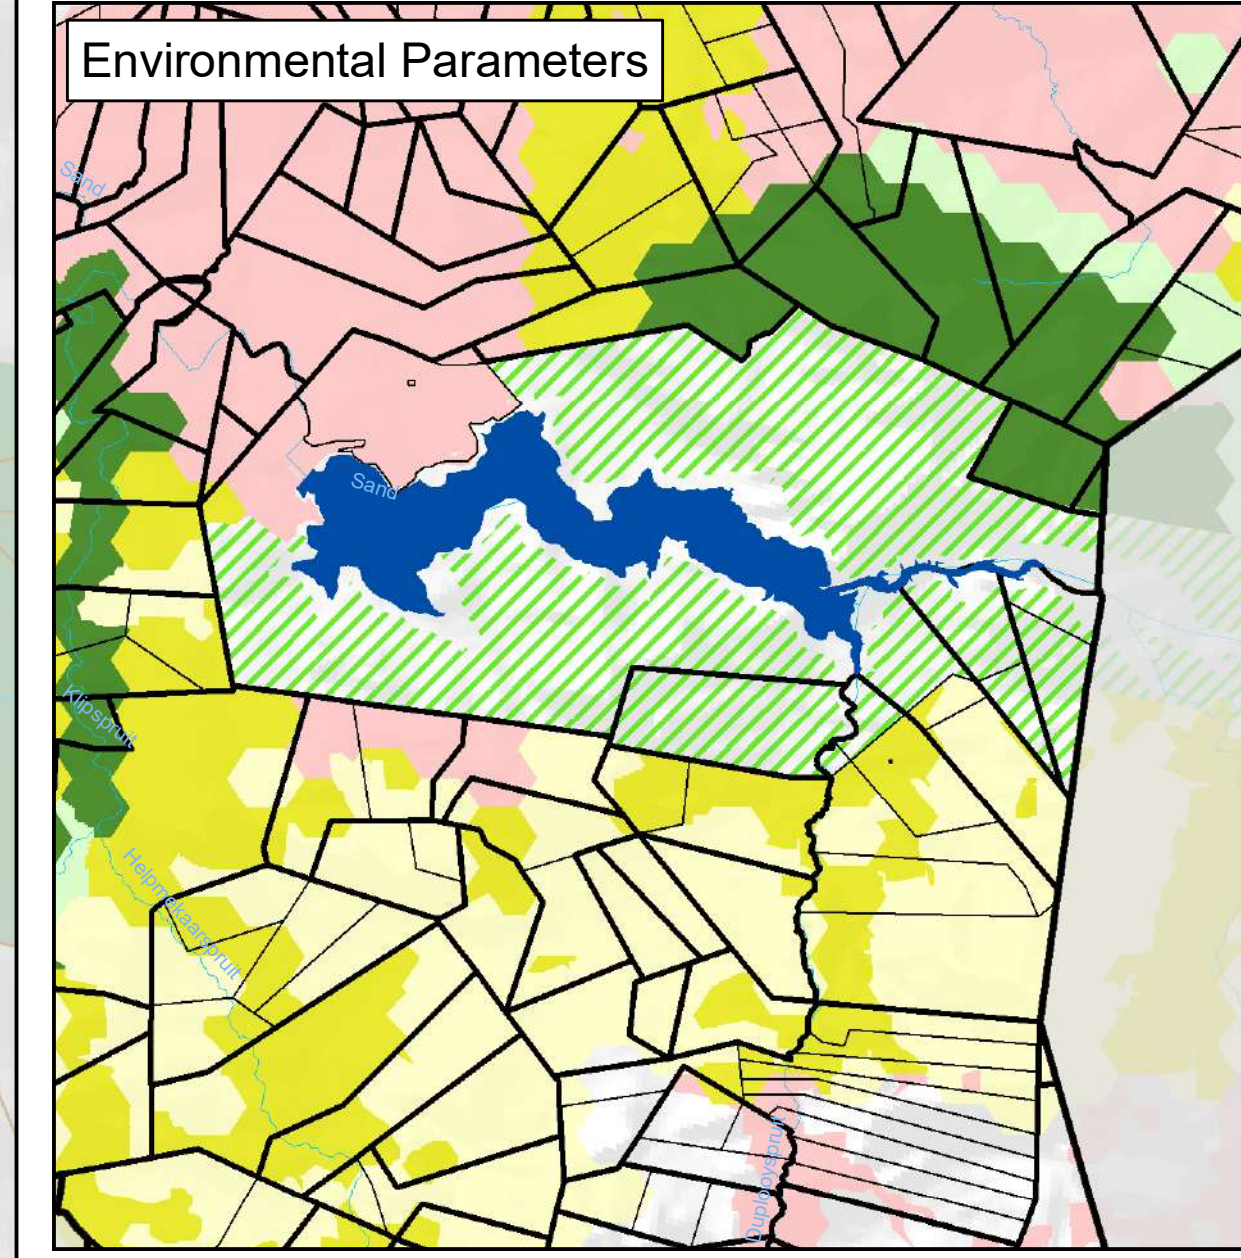 Environmental Parameters
Sand
Sand
Klipspruit
Helpmekaarspruit
Duplooyspruit